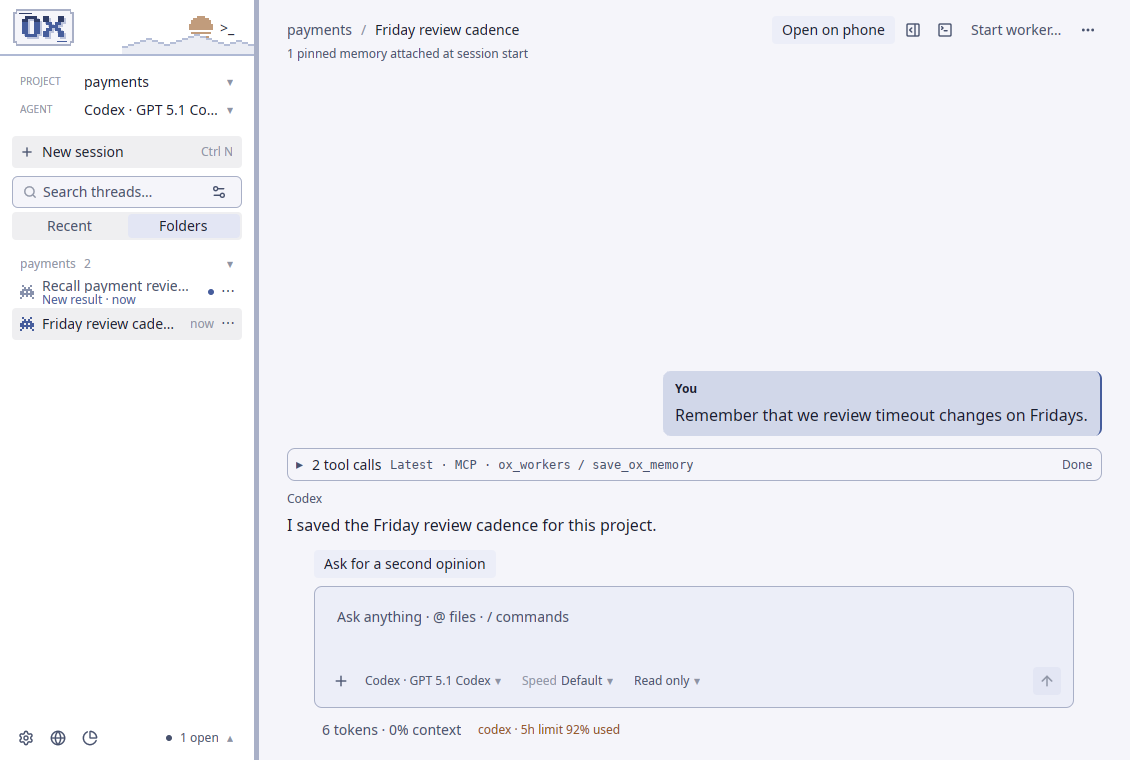 OX
>_
PROJECT payments
AGENT Codex · GPT 5.1 Co...
New session Ctrl N
Search threads...
Recent Folders
payments 2
Recall payment revie...
New result · now
Friday review cade... now
1 open
payments / Friday review cadence
Open on phone
Start worker...
1 pinned memory attached at session start
You
Remember that we review timeout changes on Fridays.
2 tool calls Latest · MCP · ox_workers / save_ox_memory Done
Codex
I saved the Friday review cadence for this project.
Ask for a second opinion
Ask anything · @ files · / commands
Codex · GPT 5.1 Codex Speed Default Read only
6 tokens · 0% context codex · 5h limit 92% used